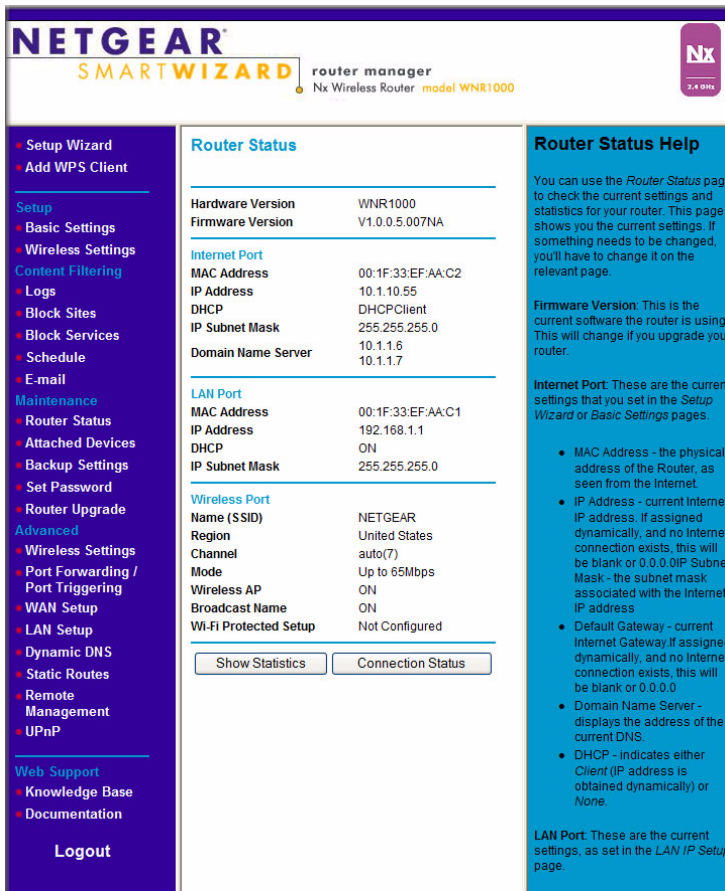 NETGEAR®
SMARTWIZARD router manager
Nx Wireless Router model WNR1000
Nx
2.4 GHz
Setup Wizard
Add WPS Client
Setup
Basic Settings
Wireless Settings
Content Filtering
Logs
Block Sites
Block Services
Schedule
E-mail
Maintenance
Router Status
Attached Devices
Backup Settings
Set Password
Router Upgrade
Advanced
Wireless Settings
Port Forwarding /
Port Triggering
WAN Setup
LAN Setup
Dynamic DNS
Static Routes
Remote
Management
UPnP
Web Support
Knowledge Base
Documentation
Logout
Router Status
Hardware Version WNR1000
Firmware Version V1.0.0.5.007NA
Internet Port
MAC Address 00:1F:33:EF:AA:C2
IP Address 10.1.10.55
DHCP DHCPClient
IP Subnet Mask 255.255.255.0
Domain Name Server 10.1.1.6
10.1.1.7
LAN Port
MAC Address 00:1F:33:EF:AA:C1
IP Address 192.168.1.1
DHCP ON
IP Subnet Mask 255.255.255.0
Wireless Port
Name (SSID) NETGEAR
Region United States
Channel auto(7)
Mode Up to 65Mbps
Wireless AP ON
Broadcast Name ON
Wi-Fi Protected Setup Not Configured
Show Statistics Connection Status
Router Status Help
You can use the Router Status pag
to check the current settings and
statistics for your router. This page
shows you the current settings. If
something needs to be changed,
you'll have to change it on the
relevant page.
Firmware Version: This is the
current software the router is using
This will change if you upgrade you
router.
Internet Port: These are the curren
settings that you set in the Setup
Wizard or Basic Settings pages.
MAC Address - the physical
address of the Router, as
seen from the Internet.
IP Address - current Interne
IP address. If assigned
dynamically, and no Interne
connection exists, this will
be blank or 0.0.0.0IP Subne
Mask - the subnet mask
associated with the Internet
IP address
Default Gateway - current
Internet Gateway.If assigne
dynamically, and no Interne
connection exists, this will
be blank or 0.0.0.0
Domain Name Server -
displays the address of the
current DNS.
DHCP - indicates either
Client (IP address is
obtained dynamically) or
None.
LAN Port: These are the current
settings, as set in the LAN IP Setup
page.